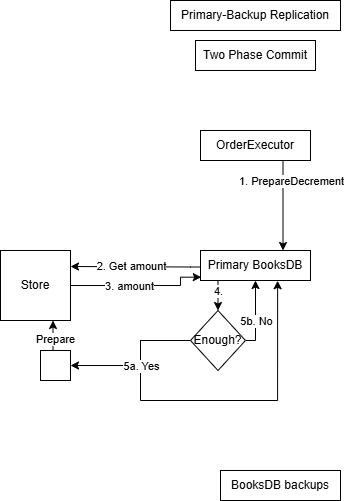 Primary-Backup Replication
Two Phase Commit
OrderExecutor
1. PrepareDecrement
2. Get amount
Primary BooksDB
Store
3. amount
4.
5b. No
Enough?
Prepare
5a. Yes
BooksDB backups